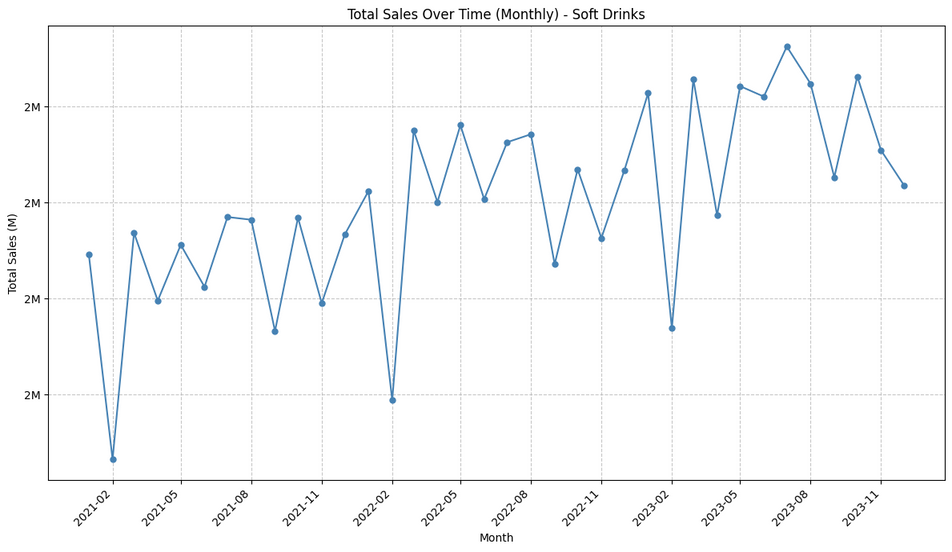 Total Sales Over Time (Monthly) - Soft Drinks
Total Sales (M)
2M
2M
2M
2M
2021-02
2021-05
2021-08
2021-11
2022-02
2022-05
2022-08
2022-11
2023-02
2023-05
2023-08
2023-11
Month